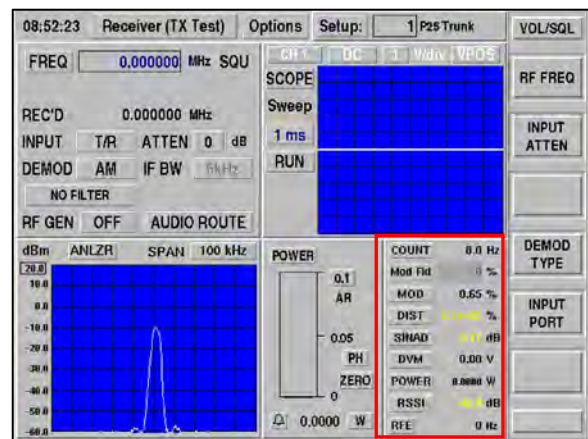 08:52:23 Receiver (TX Test) Options Setup: 1 P25 Trunk VOL/SQL
FREQ 0.000000 MHz SQU
CH 1 DC 1 V/div VPOS
SCOPE
RF FREQ
REC'D 0.000000 MHz
Sweep
INPUT T/R ATTEN 0 dB
1 ms
INPUT
ATTEN
DEMOD AM IF BW 6kHz
RUN
NO FILTER
RF GEN OFF AUDIO ROUTE
dBm ANLZR SPAN 100 kHz
20.0
10.0
0.0
-10.0
-20.0
-30.0
-40.0
-50.0
-60.0
POWER
0.1
AR
0.05
PH
ZERO
0
0.0000 W
COUNT 0.0 Hz
Mod Fld 0 %
MOD 0.65 %
DIST %
SINAD dB
DVM 0.00 V
POWER 0.0000 W
RSSI dB
RFE 0 Hz
DEMOD
TYPE
INPUT
PORT